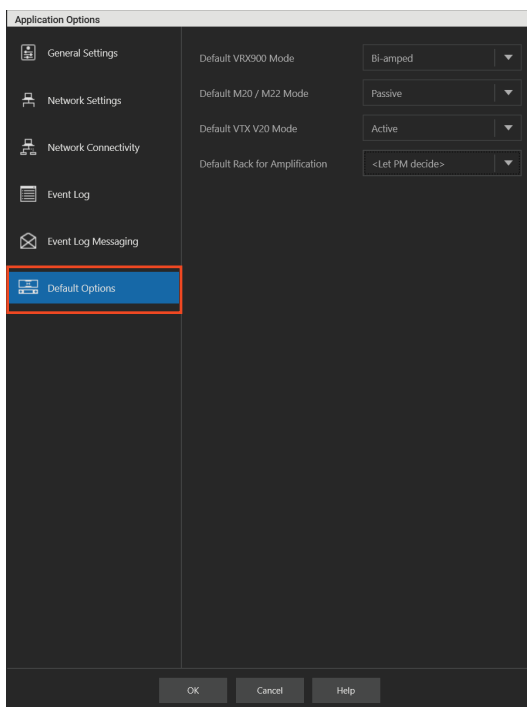 Application Options
General Settings
Network Settings
Network Connectivity
Event Log
Event Log Messaging
Default Options
Default VRX900 Mode Bi-amped
Default M20 / M22 Mode Passive
Default VTX V20 Mode Active
Default Rack for Amplification <Let PM decide>
OK Cancel Help